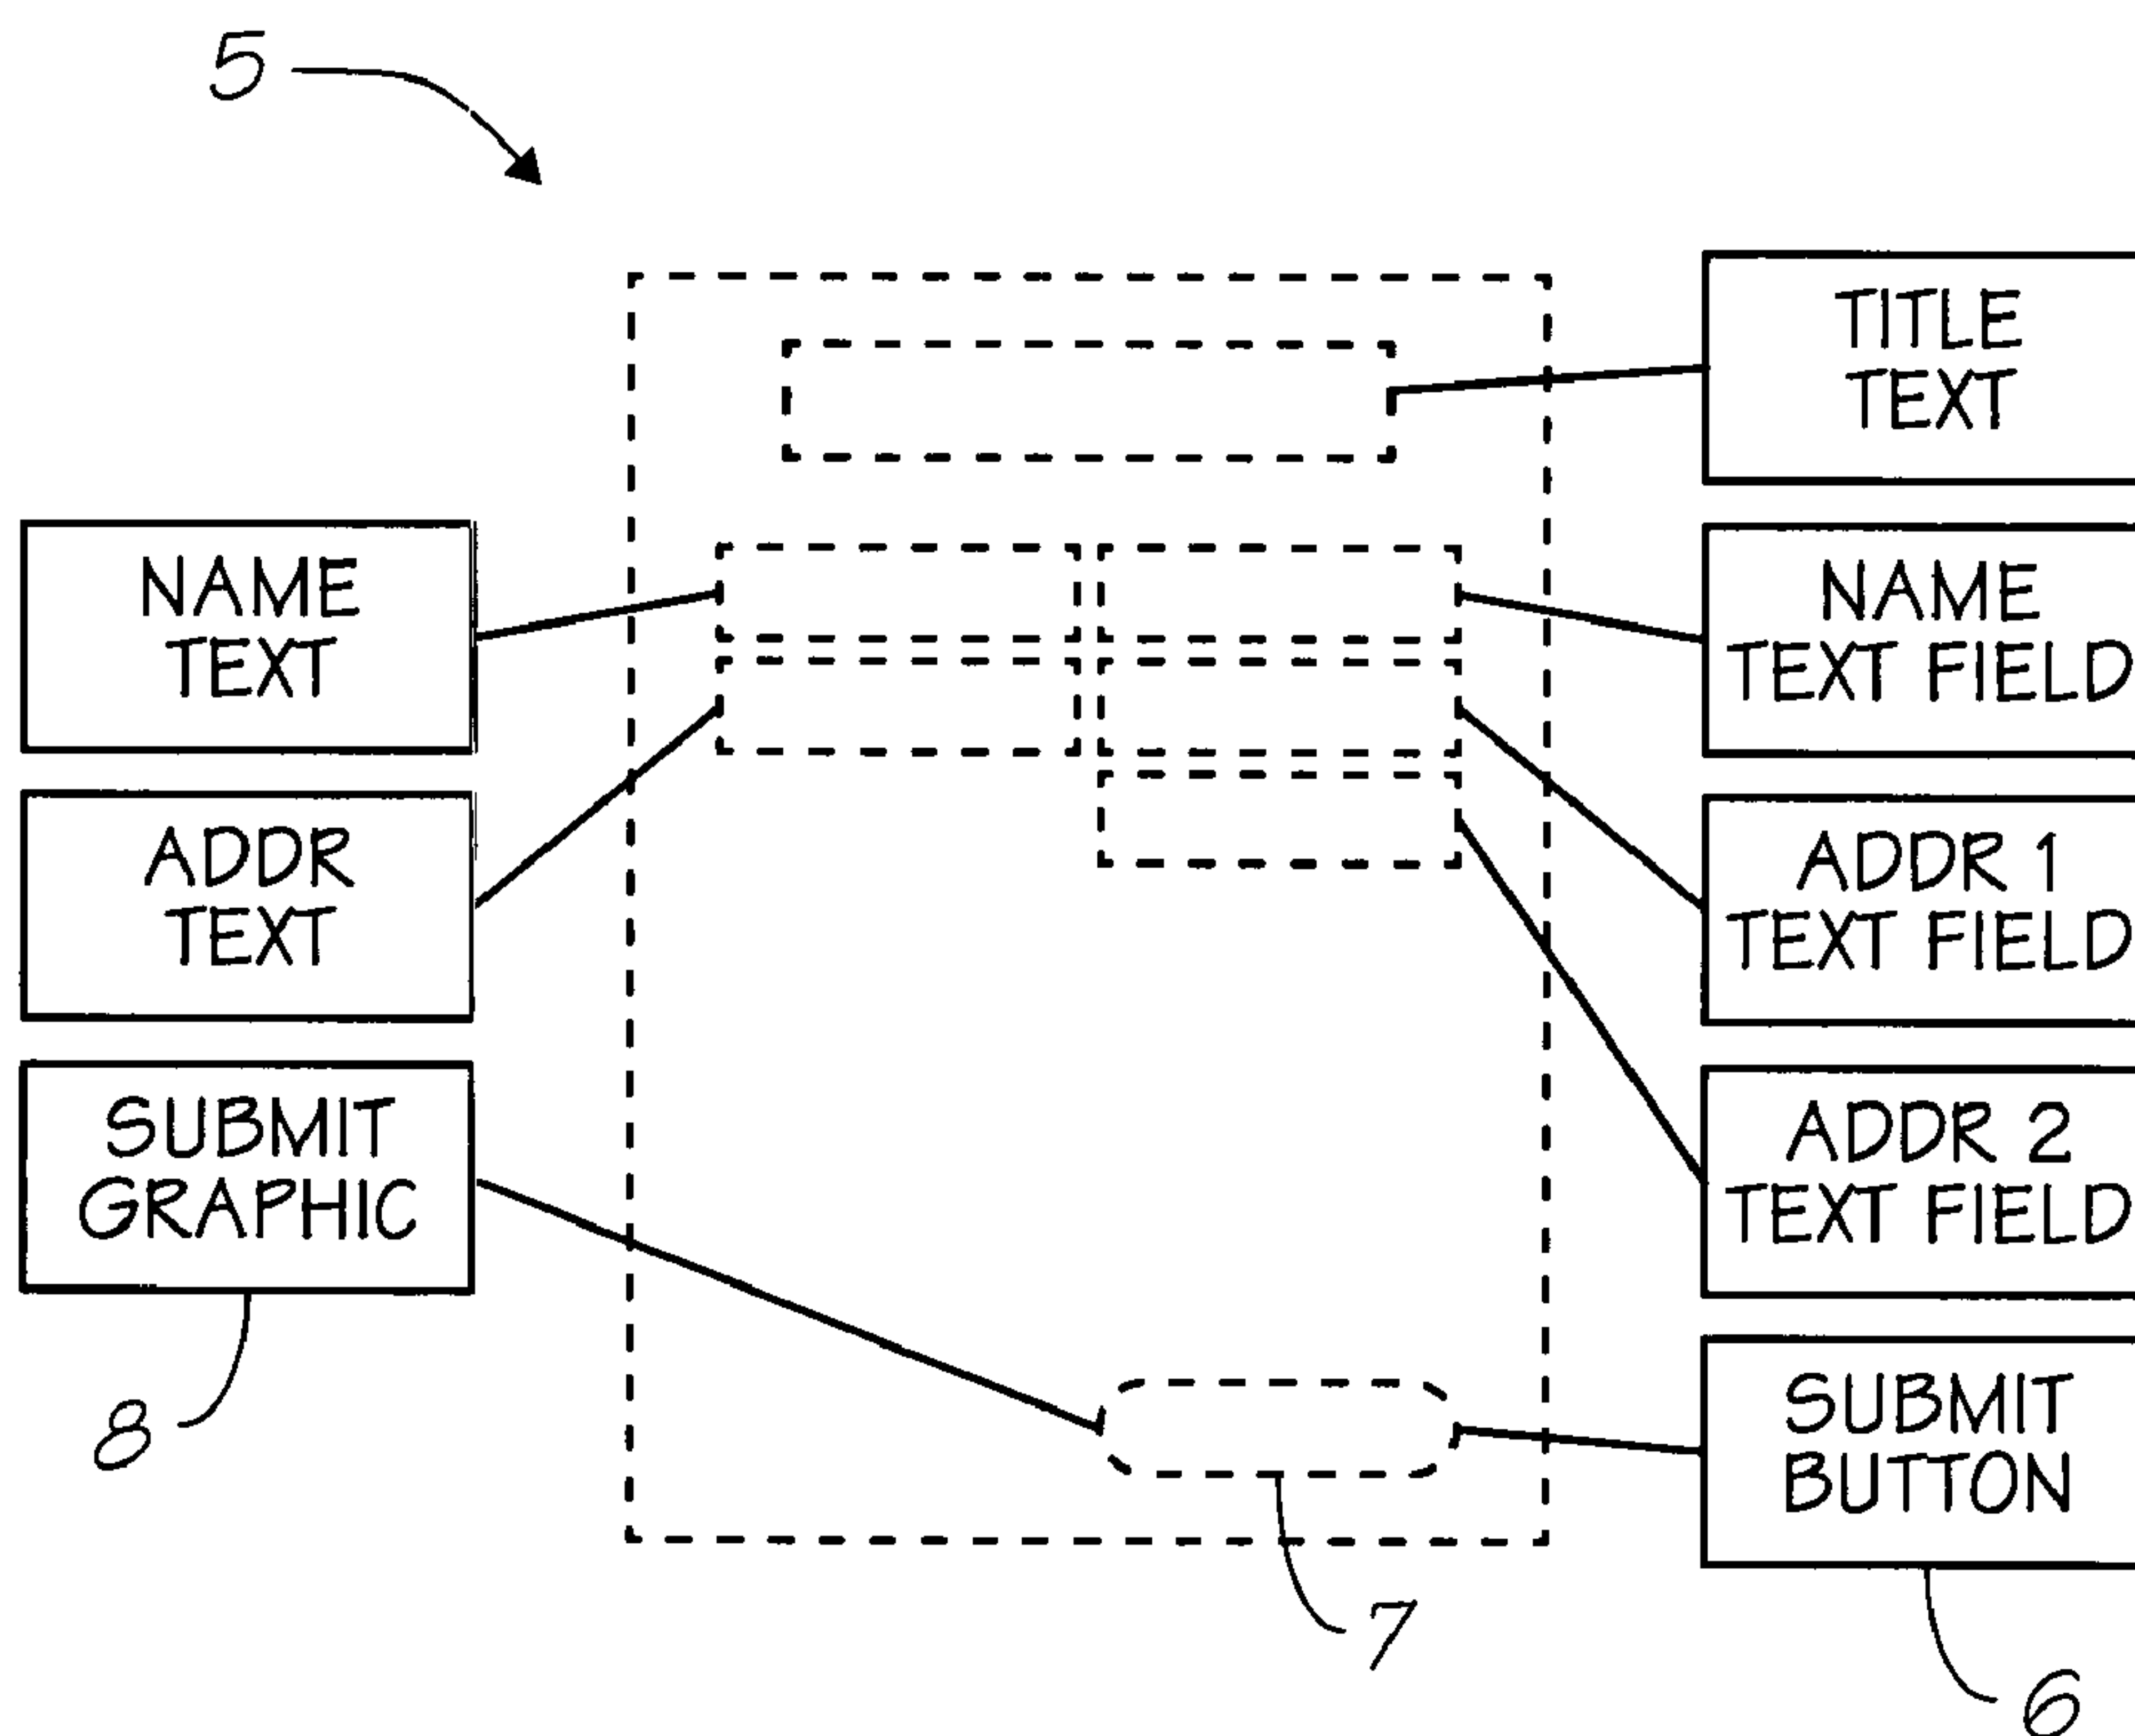 5
TITLE
TEXT
NAME
TEXT
NAME
TEXT FIELD
ADDR
TEXT
ADDR 1
TEXT FIELD
SUBMIT
GRAPHIC
ADDR 2
TEXT FIELD
SUBMIT
BUTTON
8
7
6